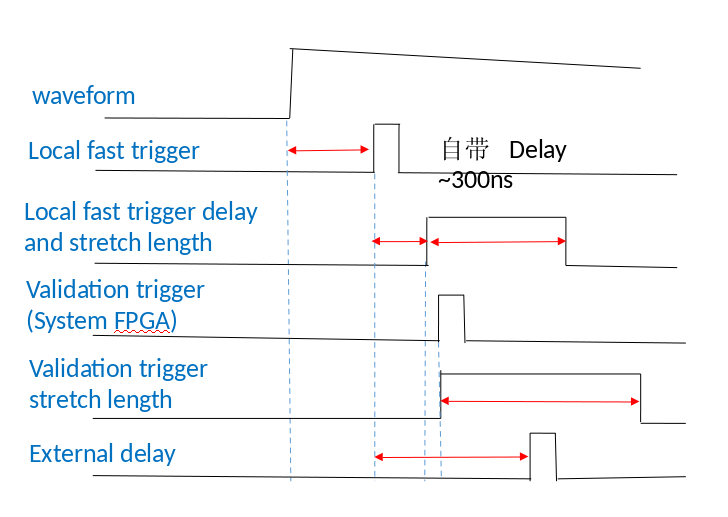 waveform
Local fast trigger
自带 Delay
~300ns
Local fast trigger delay
and stretch length
Validation trigger
(System FPGA)
Validation trigger
stretch length
External delay